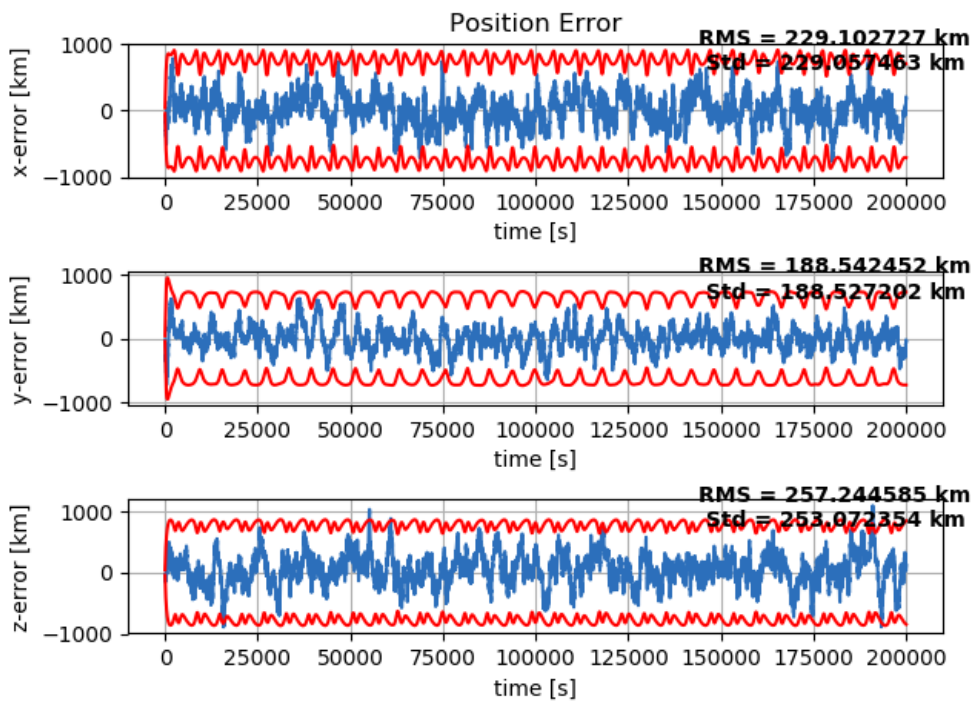 Position Error
RMS = 229.102727 km
Std = 229.057463 km
x-error [km]
1000
0
−1000
0 25000 50000 75000 100000 125000 150000 175000 200000
time [s]
RMS = 188.542452 km
Std = 188.527202 km
y-error [km]
1000
0
−1000
0 25000 50000 75000 100000 125000 150000 175000 200000
time [s]
RMS = 257.244585 km
Std = 253.072354 km
z-error [km]
1000
0
−1000
0 25000 50000 75000 100000 125000 150000 175000 200000
time [s]